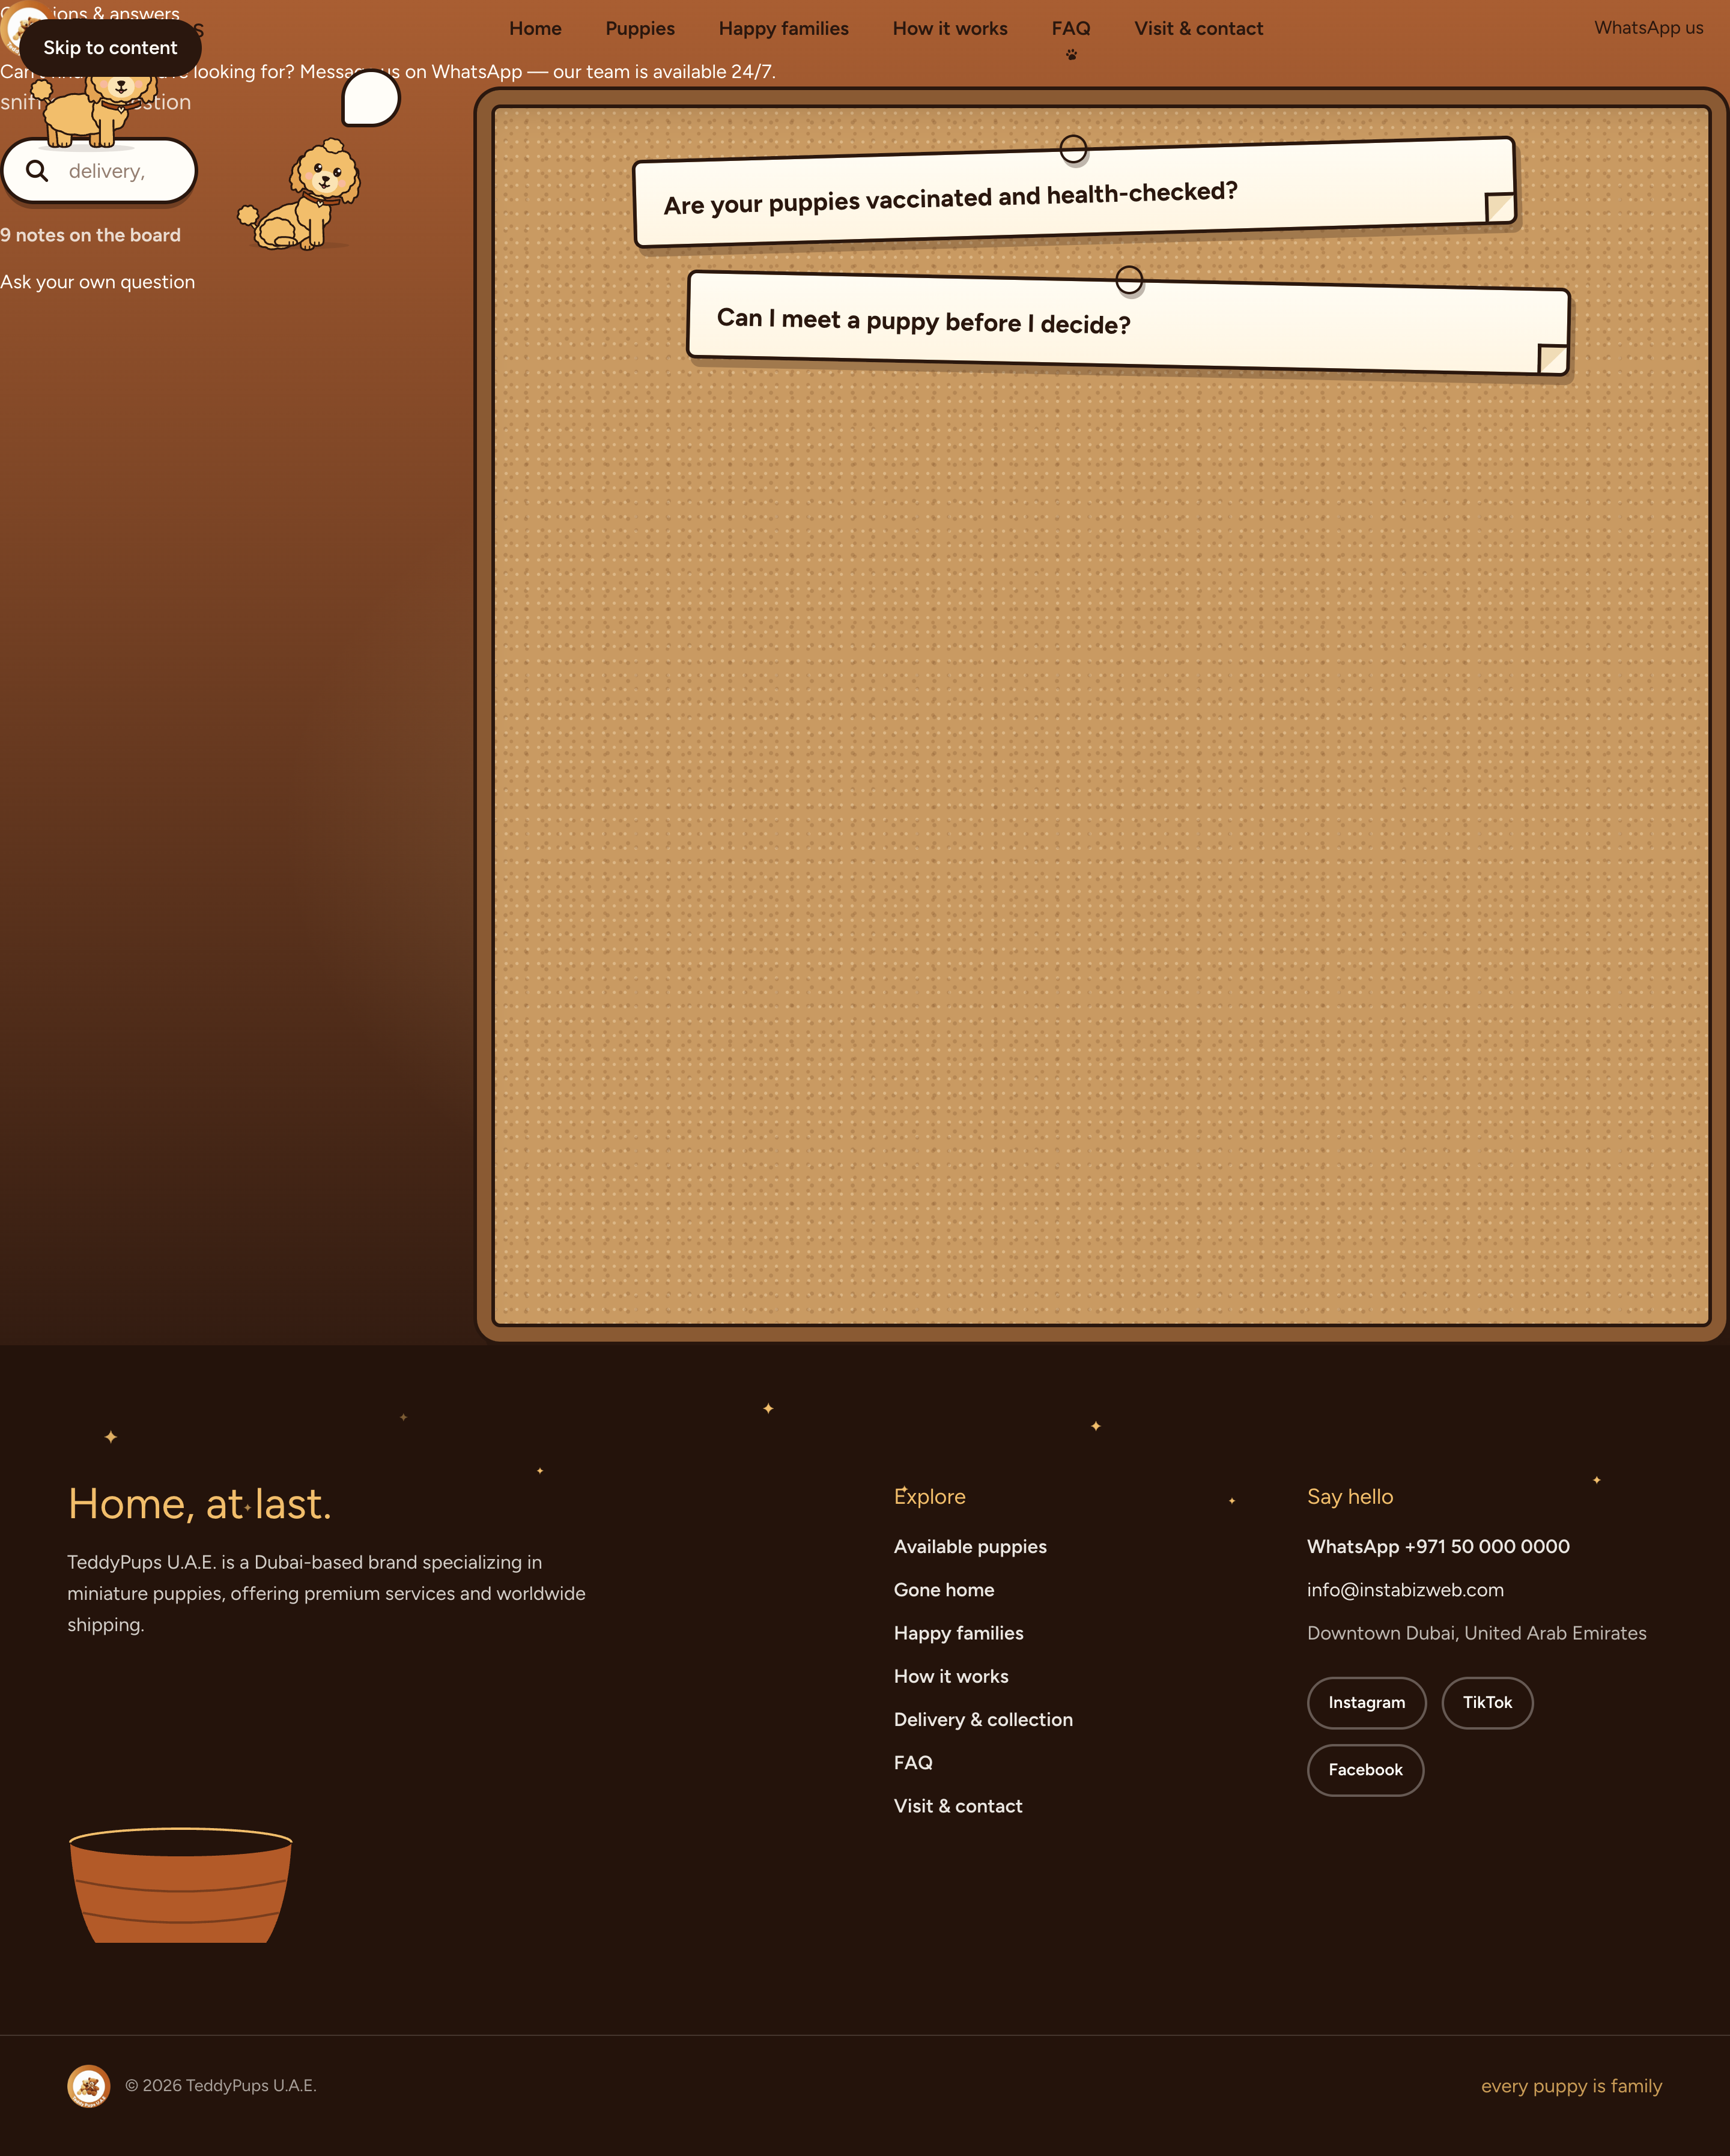 Skip to content
Home
Puppies
Happy families
How it works
FAQ
Visit & contact
WhatsApp us
ions & answers
looking for? Message us on WhatsApp — our team is available 24/7.
delivery,
9 notes on the board
Ask your own question
Are your puppies vaccinated and health-checked?
Can I meet a puppy before I decide?
Home, at last.
TeddyPups U.A.E. is a Dubai-based brand specializing in
miniature puppies, offering premium services and worldwide
shipping.
Explore
Available puppies
Gone home
Happy families
How it works
Delivery & collection
FAQ
Visit & contact
Say hello
WhatsApp +971 50 000 0000
info@instabizweb.com
Downtown Dubai, United Arab Emirates
Instagram
TikTok
Facebook
© 2026 TeddyPups U.A.E.
every puppy is family